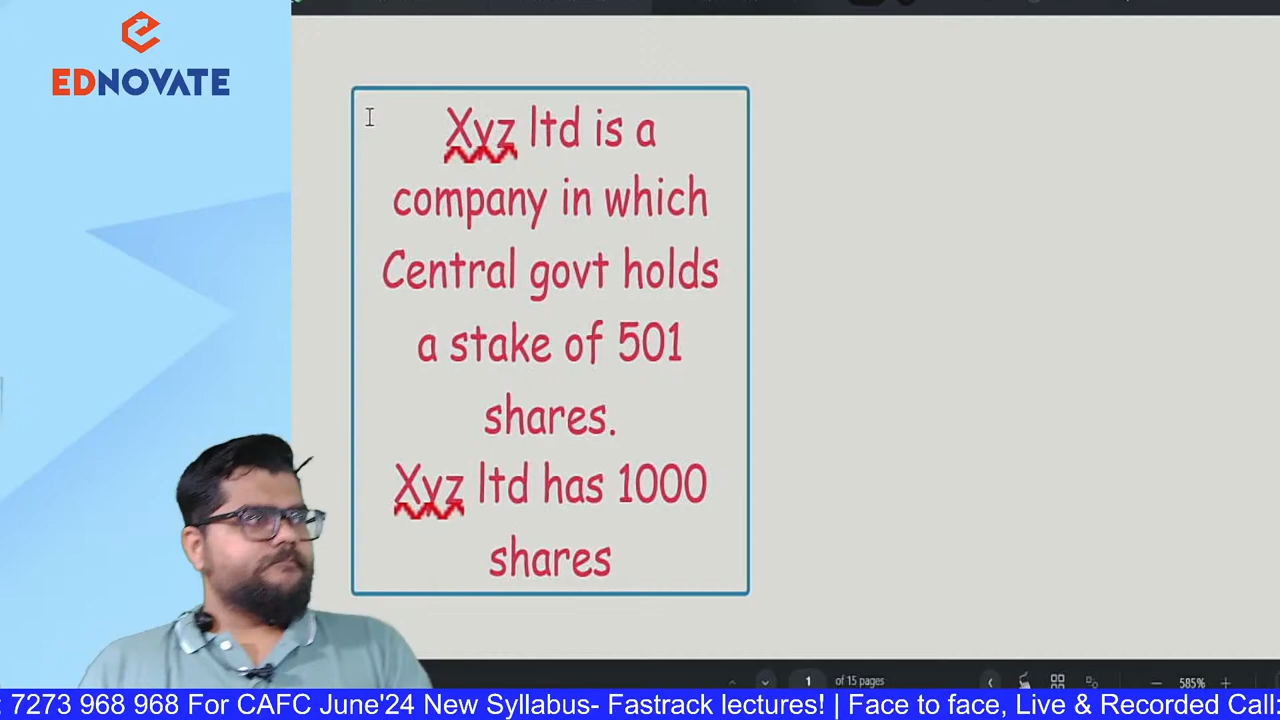 EDNOVATE
Xyz ltd is a
company in which
Central govt holds
a stake of 501
shares.
Xyz ltd has 1000
shares
1 of 15 pages
585%
: 7273 968 968 For CAFC June'24 New Syllabus- Fastrack lectures! | Face to face, Live & Recorded Call: